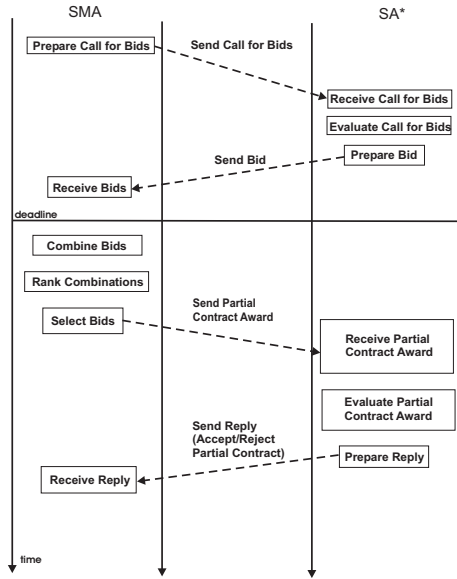 SMA
SA*
Prepare Call for Bids
Send Call for Bids
Receive Call for Bids
Evaluate Call for Bids
Prepare Bid
Send Bid
Receive Bids
deadline
Combine Bids
Rank Combinations
Select Bids
Send Partial
Contract Award
Receive Partial
Contract Award
Evaluate Partial
Contract Award
Send Reply
(Accept/Reject
Partial Contract)
Prepare Reply
Receive Reply
time